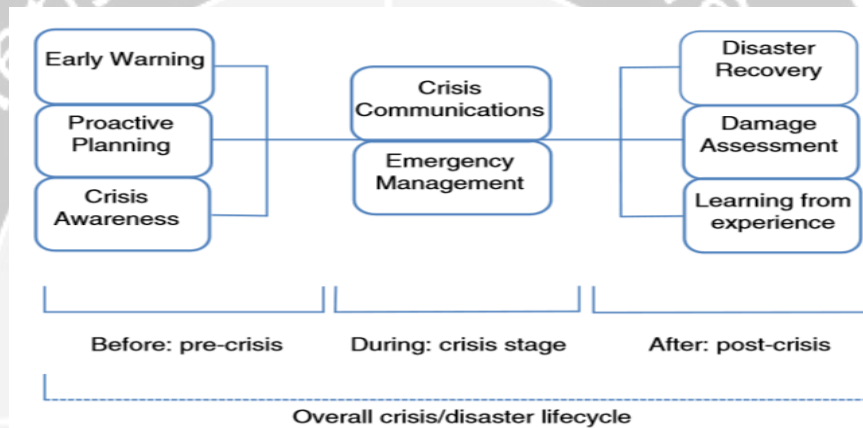 Early Warning
Proactive
Planning
Crisis
Awareness
Crisis
Communications
Emergency
Management
Disaster
Recovery
Damage
Assessment
Learning from
experience
Before: pre-crisis
During: crisis stage
After: post-crisis
Overall crisis/disaster lifecycle